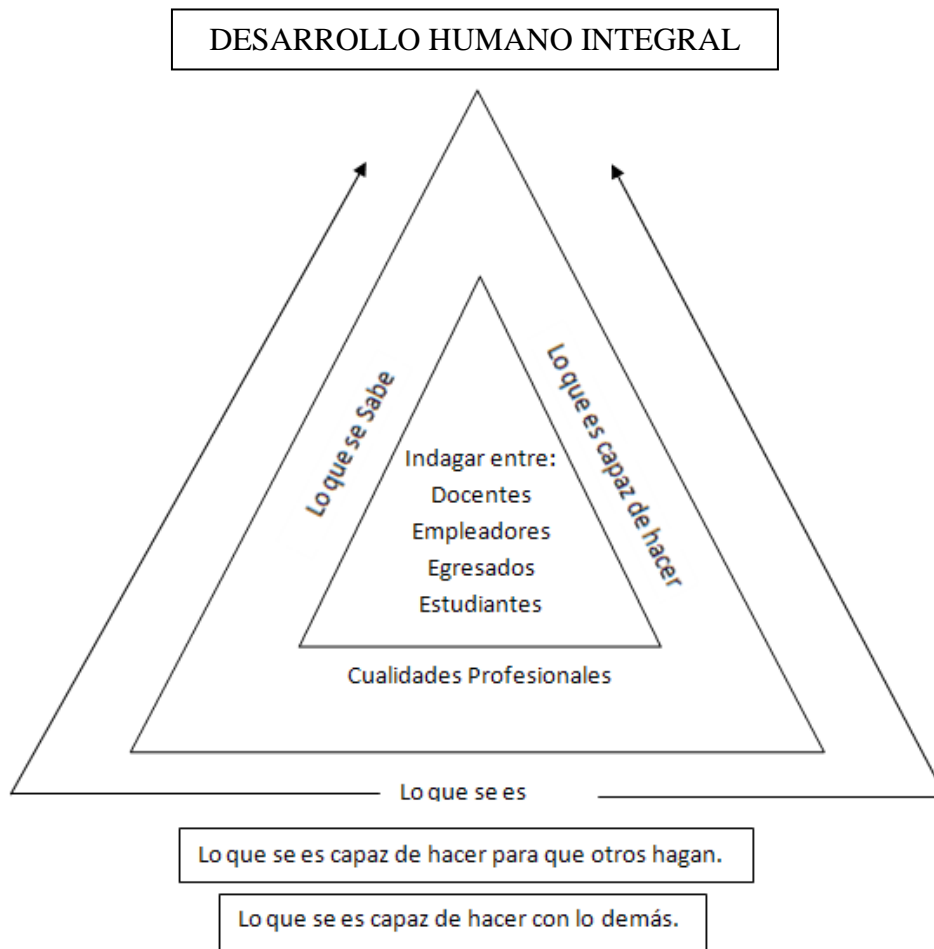 DESARROLLO HUMANO INTEGRAL
Lo que se Sabe
Lo que es capaz de hacer
Indagar entre:
Docentes
Empleadores
Egresados
Estudiantes
Cualidades Profesionales
Lo que se es
Lo que se es capaz de hacer para que otros hagan.
Lo que se es capaz de hacer con lo demás.